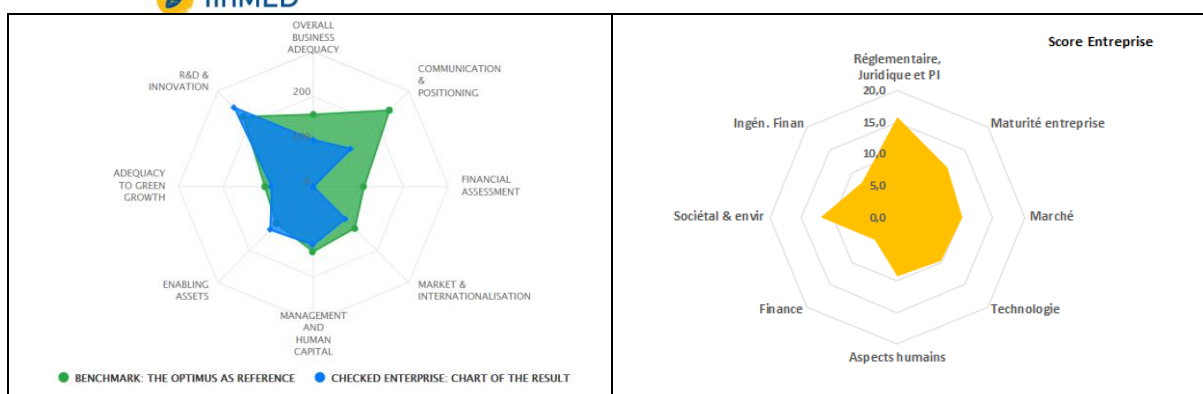 OVERALL
BUSINESS
ADEQUACY
R&D &
INNOVATION
COMMUNICATION
&
POSITIONING
200
0
ADEQUACY
TO GREEN
GROWTH
FINANCIAL
ASSESSMENT
ENABLING
ASSETS
MARKET &
INTERNATIONALISATION
MANAGEMENT
AND
HUMAN
CAPITAL
BENCHMARK: THE OPTIMUS AS REFERENCE
CHECKED ENTERPRISE: CHART OF THE RESULT
Score Entreprise
Réglementaire,
Juridique et PI
20,0
Ingén. Finan
15,0
Maturité entreprise
10,0
5,0
Sociétal & envir
0,0
Marché
Finance
Technologie
Aspects humains